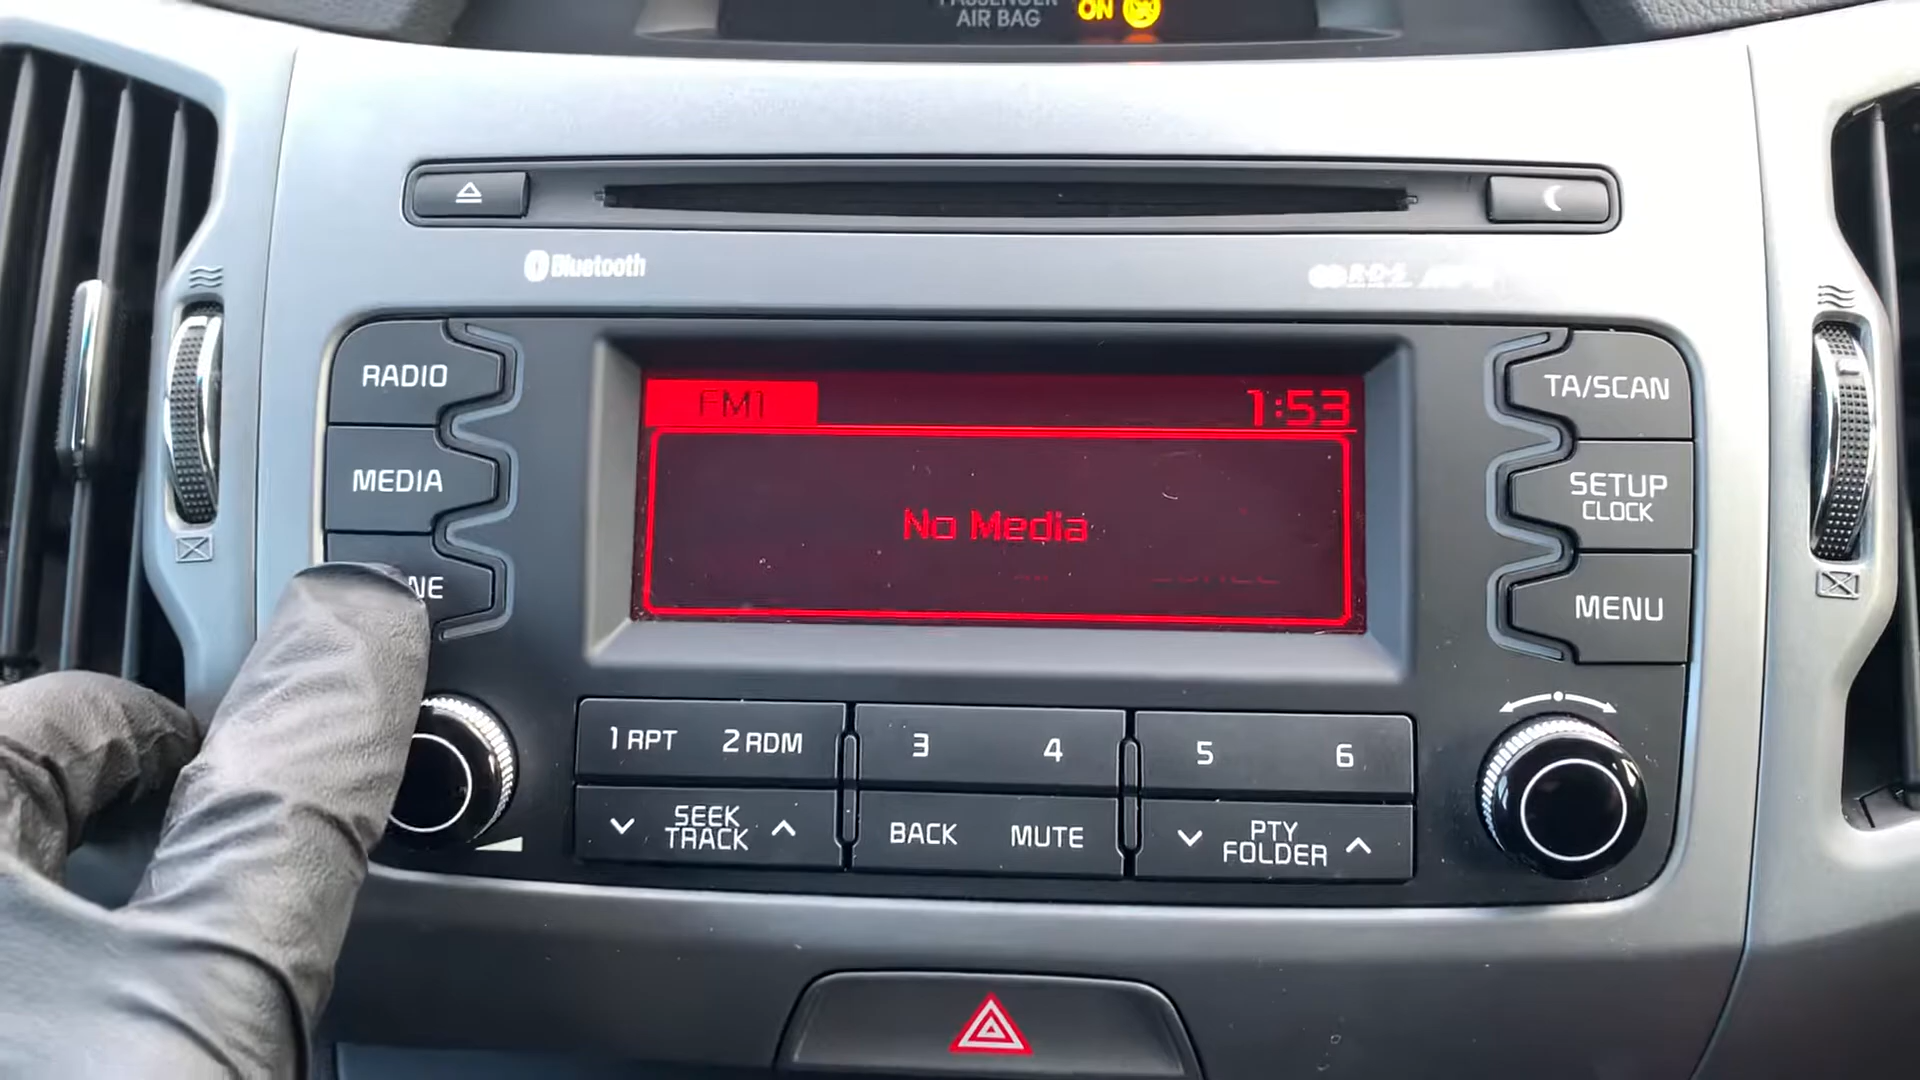 PASSENGER
AIR BAG ON
Bluetooth
R·D·S
RADIO
MEDIA
NE
FM1 1:53
No Media
TA/SCAN
SETUP
CLOCK
MENU
1 RPT 2 RDM 3 4 5 6
SEEK
TRACK
BACK MUTE
PTY
FOLDER